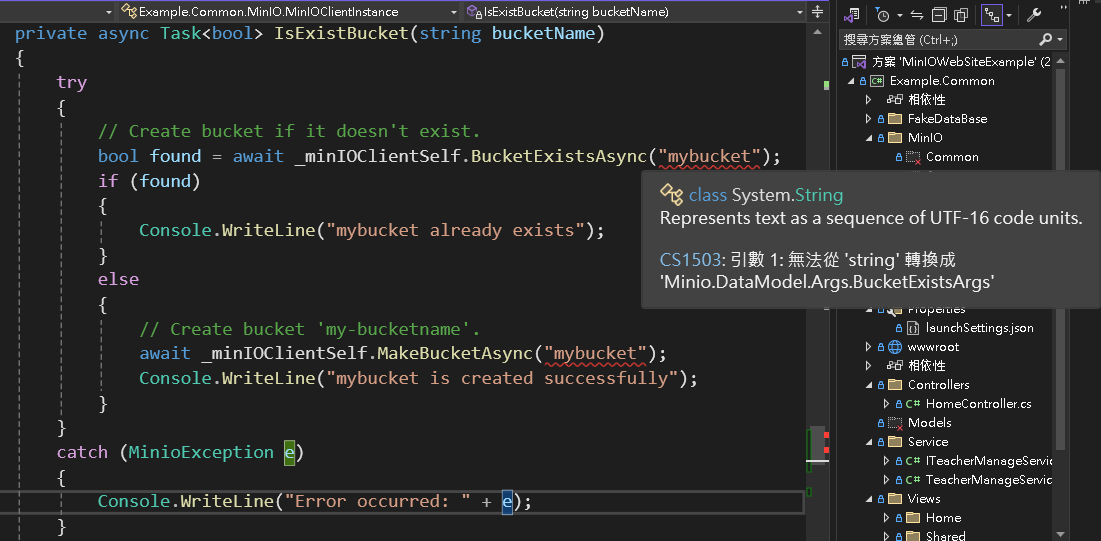 Example.Common.MinIO.MinIOClientInstance
IsExistBucket(string bucketName)
private async Task<bool> IsExistBucket(string bucketName)
{
try
{
// Create bucket if it doesn't exist.
bool found = await _minIOClientSelf.BucketExistsAsync("mybucket");
if (found)
{
Console.WriteLine("mybucket already exists");
}
else
{
// Create bucket 'my-bucketname'.
await _minIOClientSelf.MakeBucketAsync("mybucket");
Console.WriteLine("mybucket is created successfully");
}
}
catch (MinioException e)
{
Console.WriteLine("Error occurred: " + e);
}
class System.String
Represents text as a sequence of UTF-16 code units.
CS1503: 引數 1: 無法從 'string' 轉換成
'Minio.DataModel.Args.BucketExistsArgs'
搜尋方案總管 (Ctrl+;)
方案 'MinIOWebSiteExample' (2
C# Example.Common
相依性
FakeDataBase
MinIO
Common
Properties
launchSettings.json
wwwroot
相依性
Controllers
C# HomeController.cs
Models
Service
C# ITeacherManageServic
C# TeacherManageServic
Views
Home
Shared